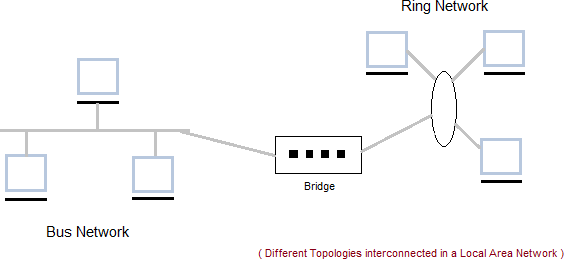 Ring Network
Bridge
Bus Network
( Different Topologies interconnected in a Local Area Network )